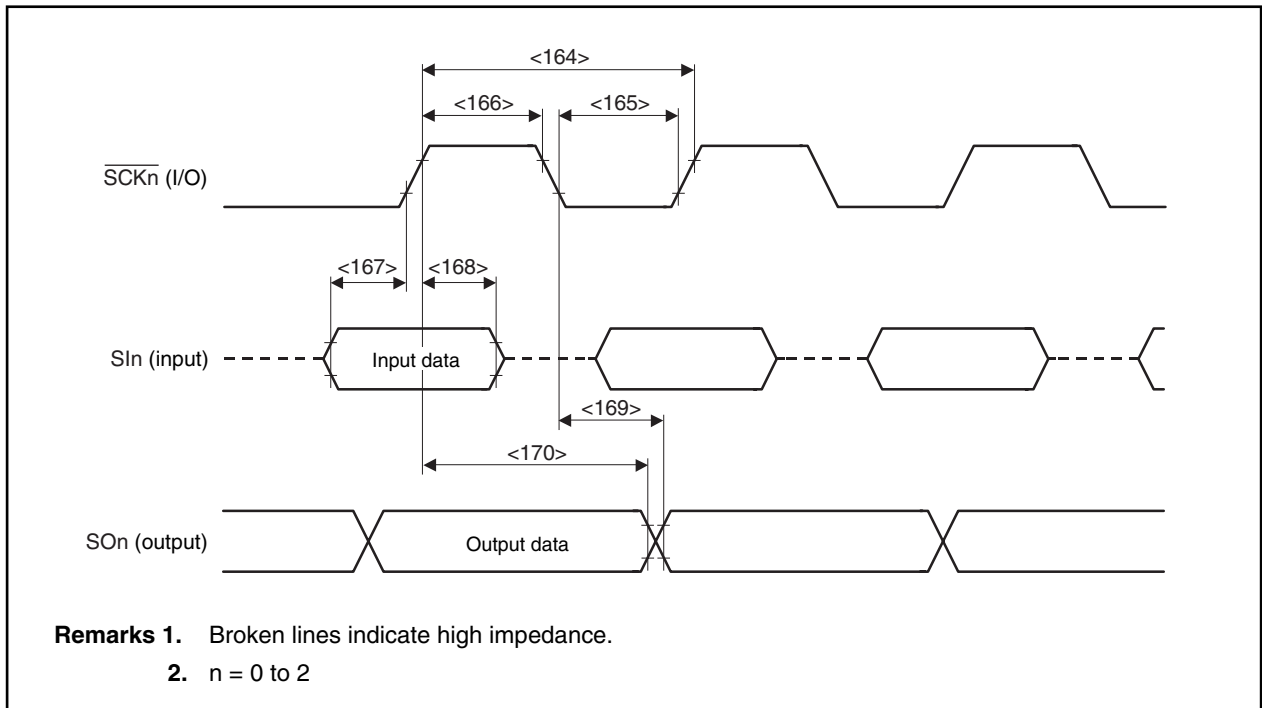 <164>
<166> <165>
SCKn (I/O)
<167> <168>
SIn (input) Input data
<169>
<170>
SOn (output) Output data
Remarks 1. Broken lines indicate high impedance.
2. n = 0 to 2